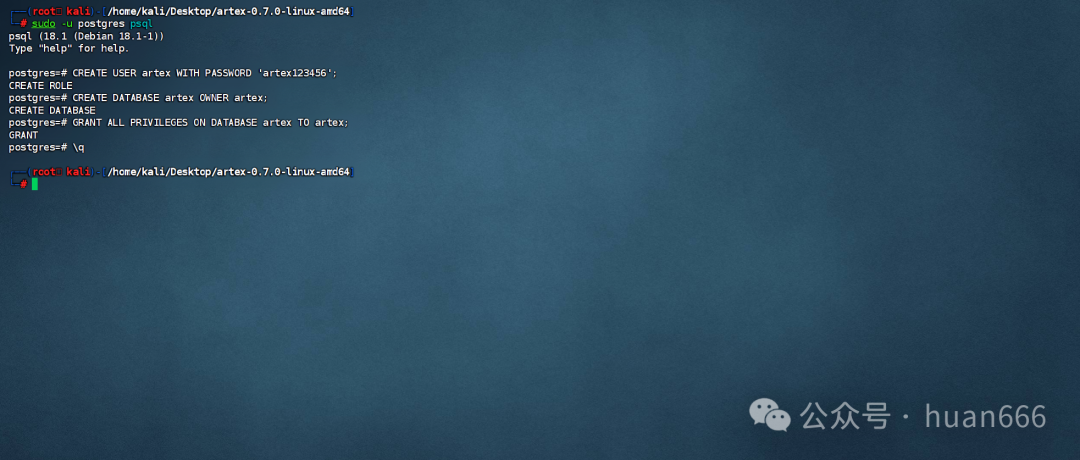 (root kali)-[/home/kali/Desktop/artex-0.7.0-linux-amd64]
# sudo -u postgres psql
psql (18.1 (Debian 18.1-1))
Type "help" for help.
postgres=# CREATE USER artex WITH PASSWORD 'artex123456';
CREATE ROLE
postgres=# CREATE DATABASE artex OWNER artex;
CREATE DATABASE
postgres=# GRANT ALL PRIVILEGES ON DATABASE artex TO artex;
GRANT
postgres=# \q
(root kali)-[/home/kali/Desktop/artex-0.7.0-linux-amd64]
#
公众号 · huan666